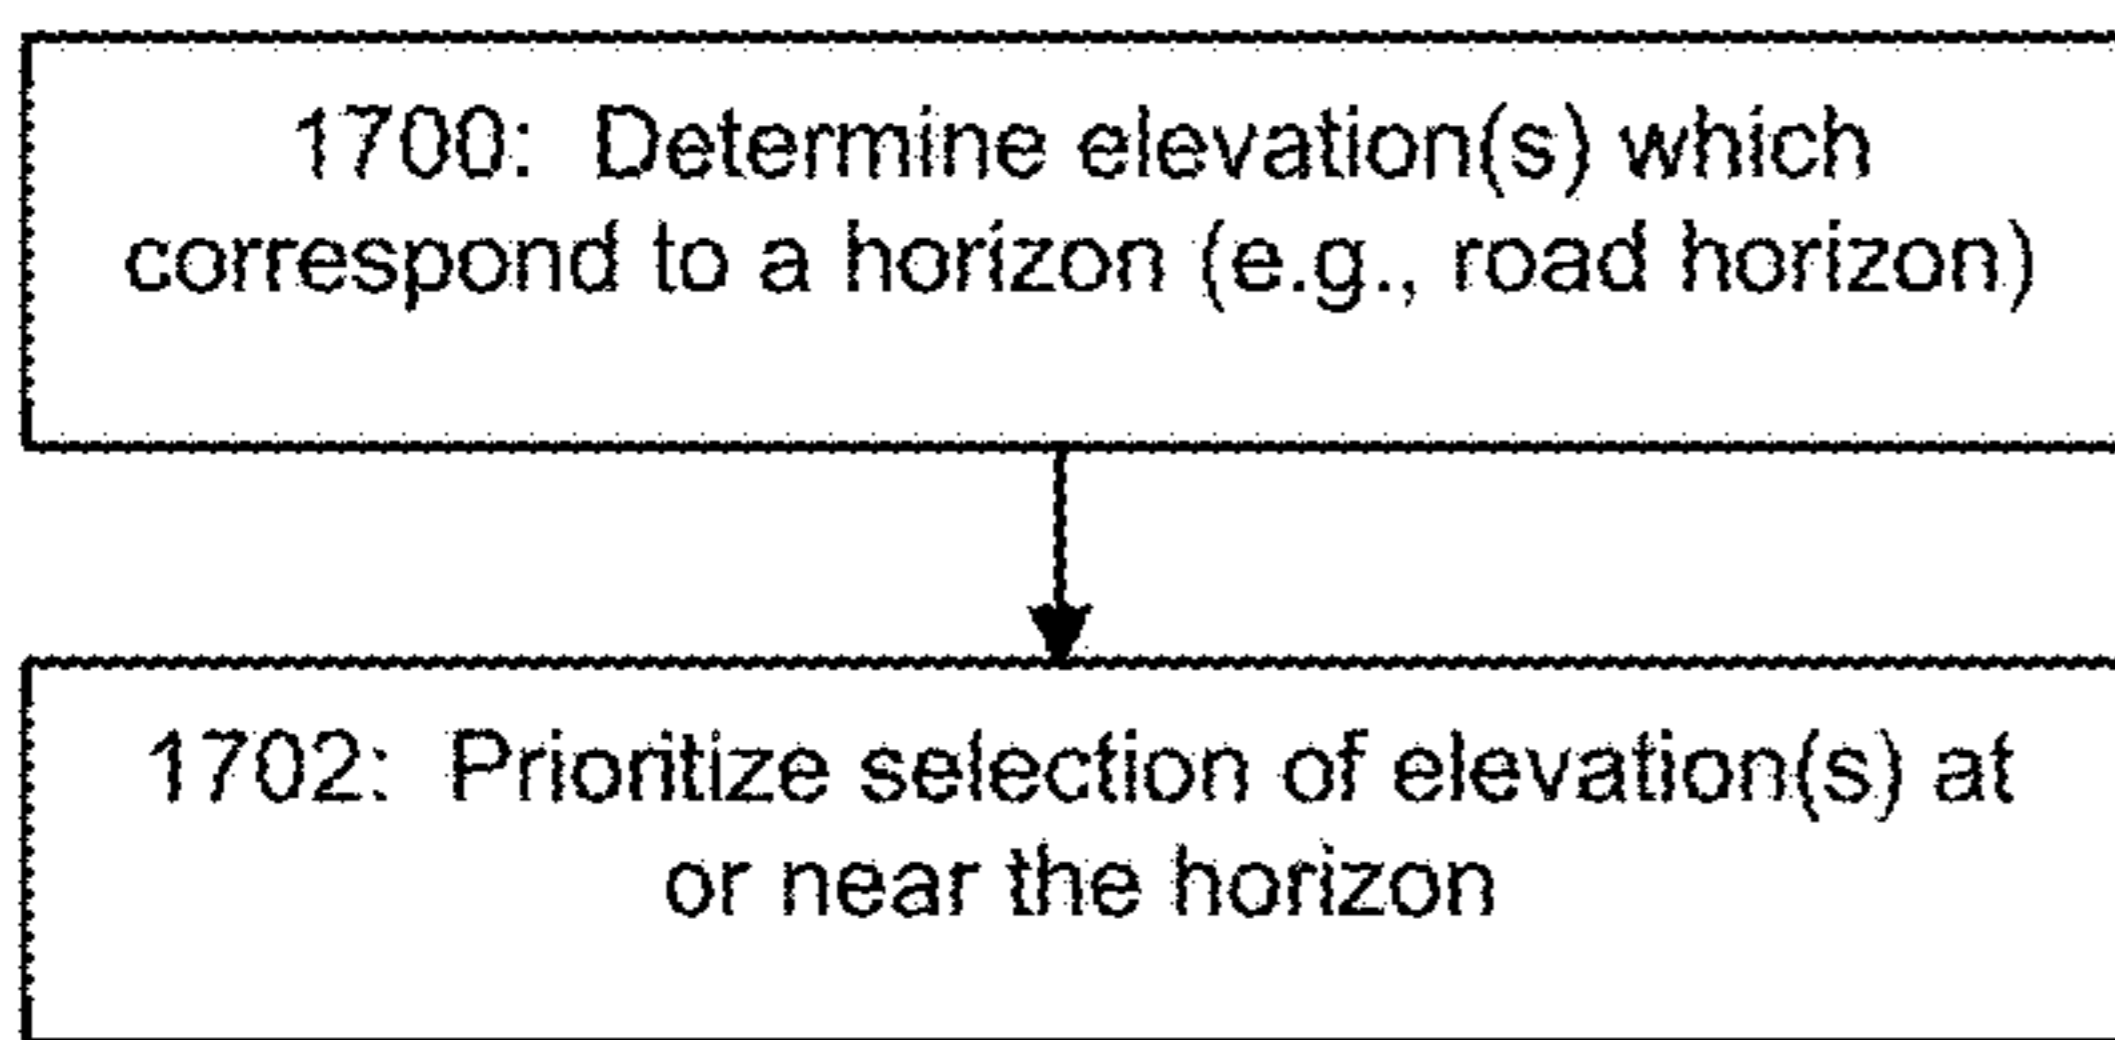 1700: Determine elevation(s) which
correspond to a horizon (e.g., road horizon)
1702: Prioritize selection of elevation(s) at
or near the horizon